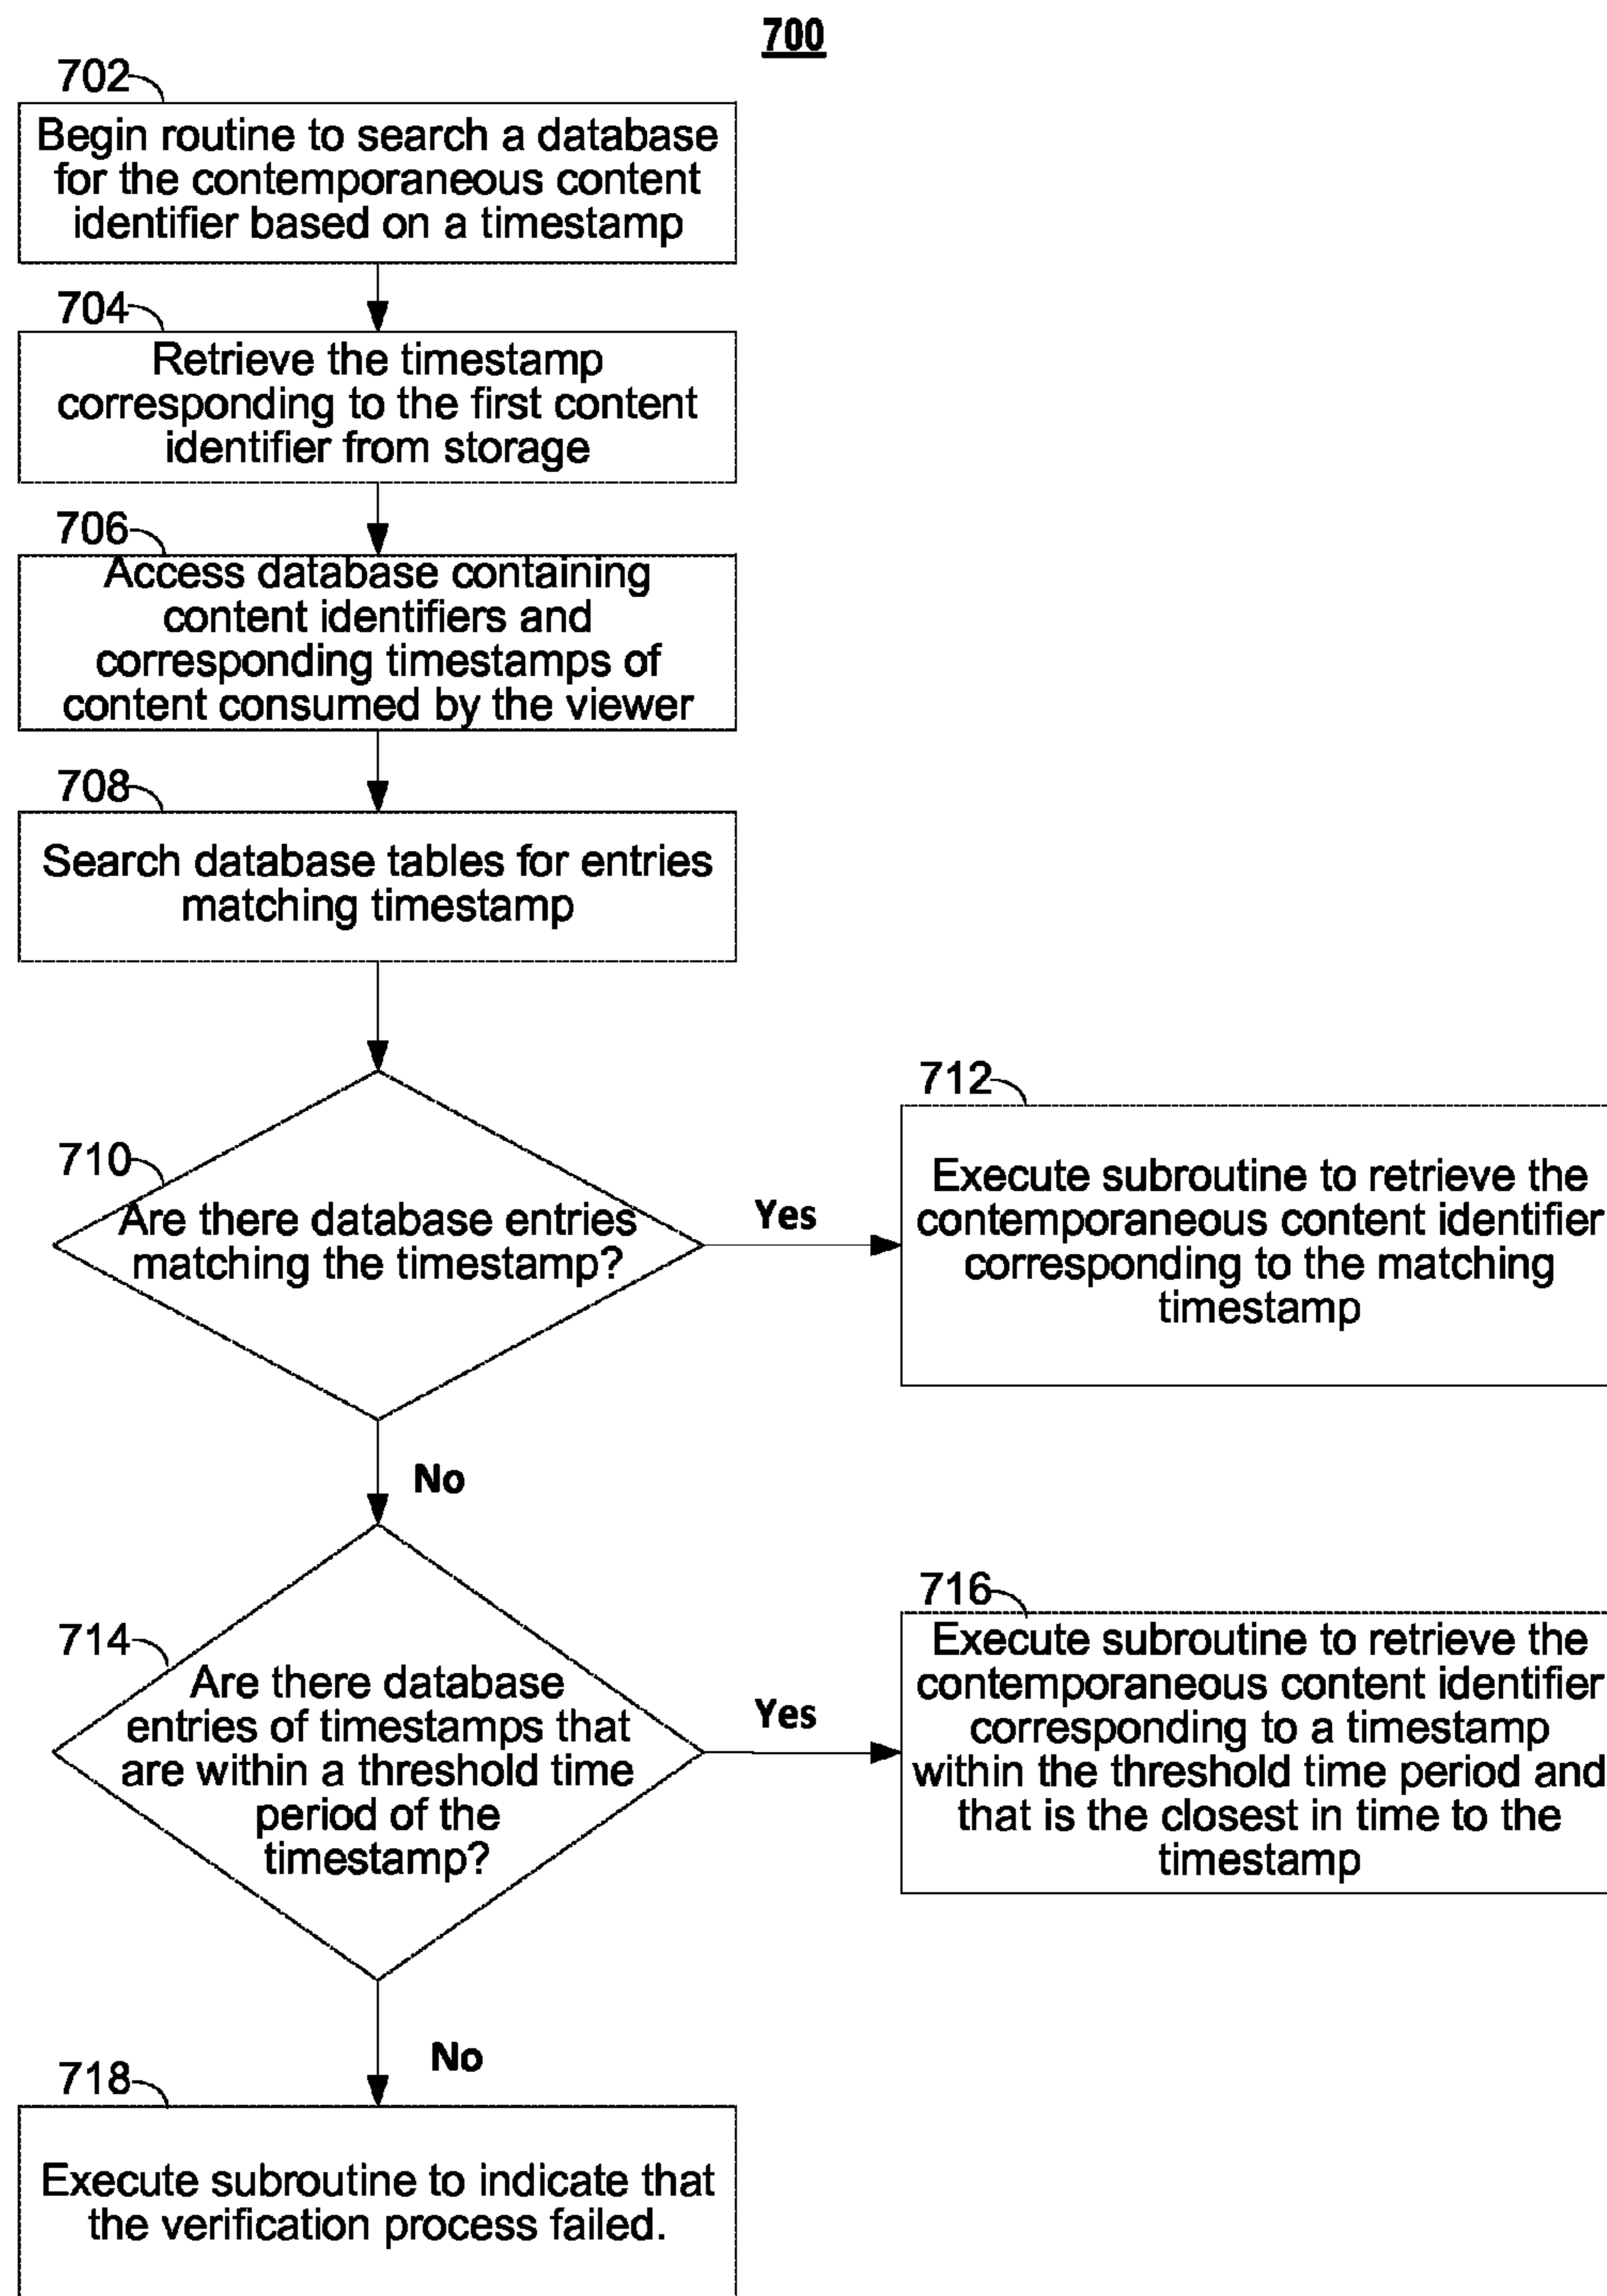 700
702
Begin routine to search a database
for the contemporaneous content
identifier based on a timestamp
704
Retrieve the timestamp
corresponding to the first content
identifier from storage
706
Access database containing
content identifiers and
corresponding timestamps of
content consumed by the viewer
708
Search database tables for entries
matching timestamp
710
Are there database entries
matching the timestamp?
Yes
712
Execute subroutine to retrieve the
contemporaneous content identifier
corresponding to the matching
timestamp
No
714
Are there database
entries of timestamps that
are within a threshold time
period of the
timestamp?
Yes
716
Execute subroutine to retrieve the
contemporaneous content identifier
corresponding to a timestamp
within the threshold time period and
that is the closest in time to the
timestamp
No
718
Execute subroutine to indicate that
the verification process failed.